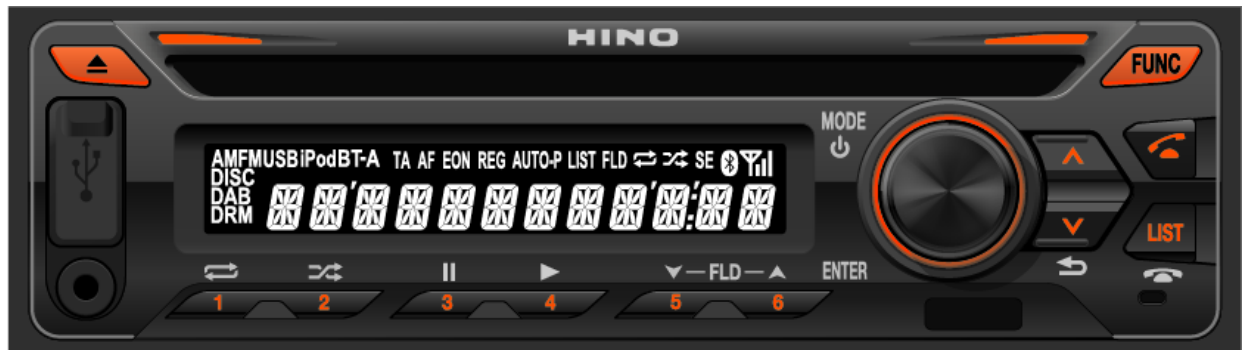 HINO
FUNC
MODE
AMFMUSBiPodBT-A TA AF EON REG AUTO-P LIST FLD SE
DISC
DAB
DRM
LIST
FLD
ENTER
1 2 3 4 5 6